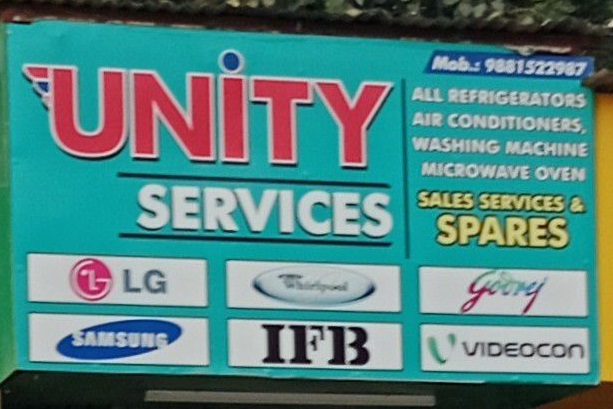 UNiTY
SERVICES
Mob.: 9881522987
ALL REFRIGERATORS
AIR CONDITIONERS,
WASHING MACHINE
MICROWAVE OVEN
SALES SERVICES &
SPARES
LG
Whirlpool
Godrej
SAMSUNG
IFB
VIDEOCON